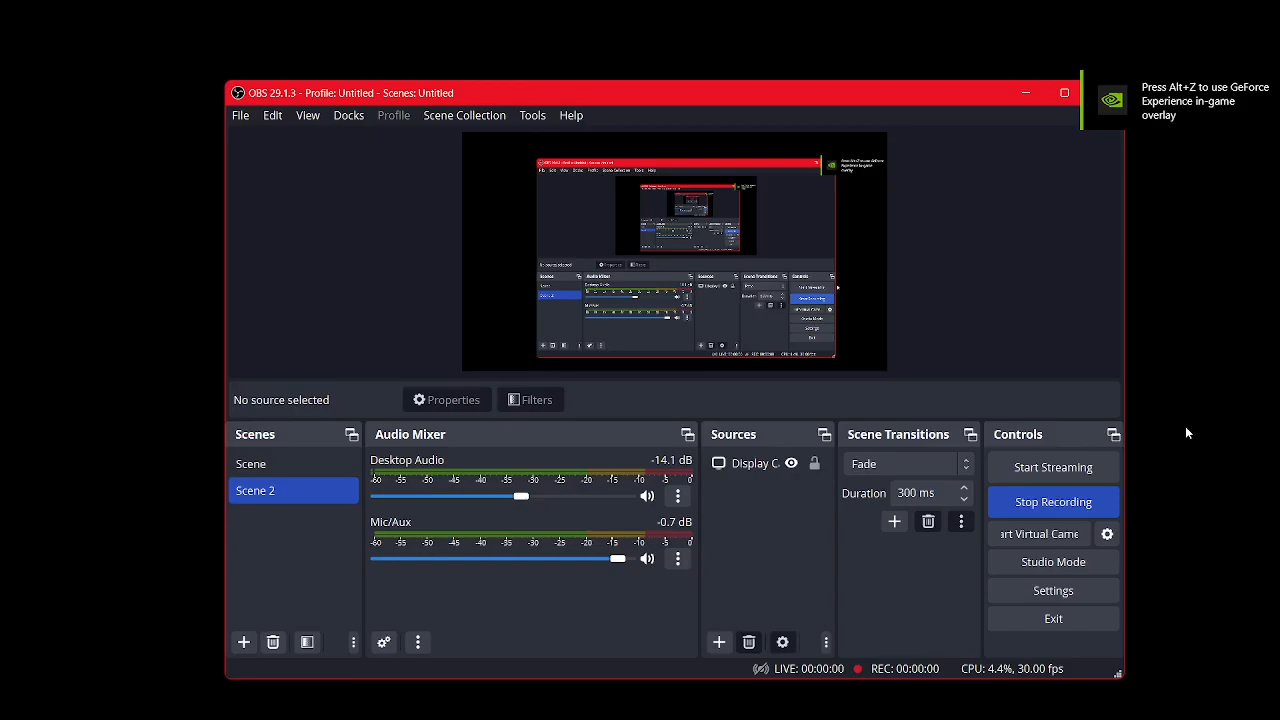 OBS 29.1.3 - Profile: Untitled - Scenes: Untitled
Press Alt+Z to use GeForce
Experience in-game
overlay
File Edit View Docks Profile Scene Collection Tools Help
No source selected Properties Filters
Scenes
Scene
Scene 2
Audio Mixer
Desktop Audio -14.1 dB
-60 -55 -50 -45 -40 -35 -30 -25 -20 -15 -10 -5 0
Mic/Aux -0.7 dB
-60 -55 -50 -45 -40 -35 -30 -25 -20 -15 -10 -5 0
Sources
Display C
Scene Transitions
Fade
Duration 300 ms
Controls
Start Streaming
Stop Recording
art Virtual Came
Studio Mode
Settings
Exit
LIVE: 00:00:00 REC: 00:00:00 CPU: 4.4%, 30.00 fps